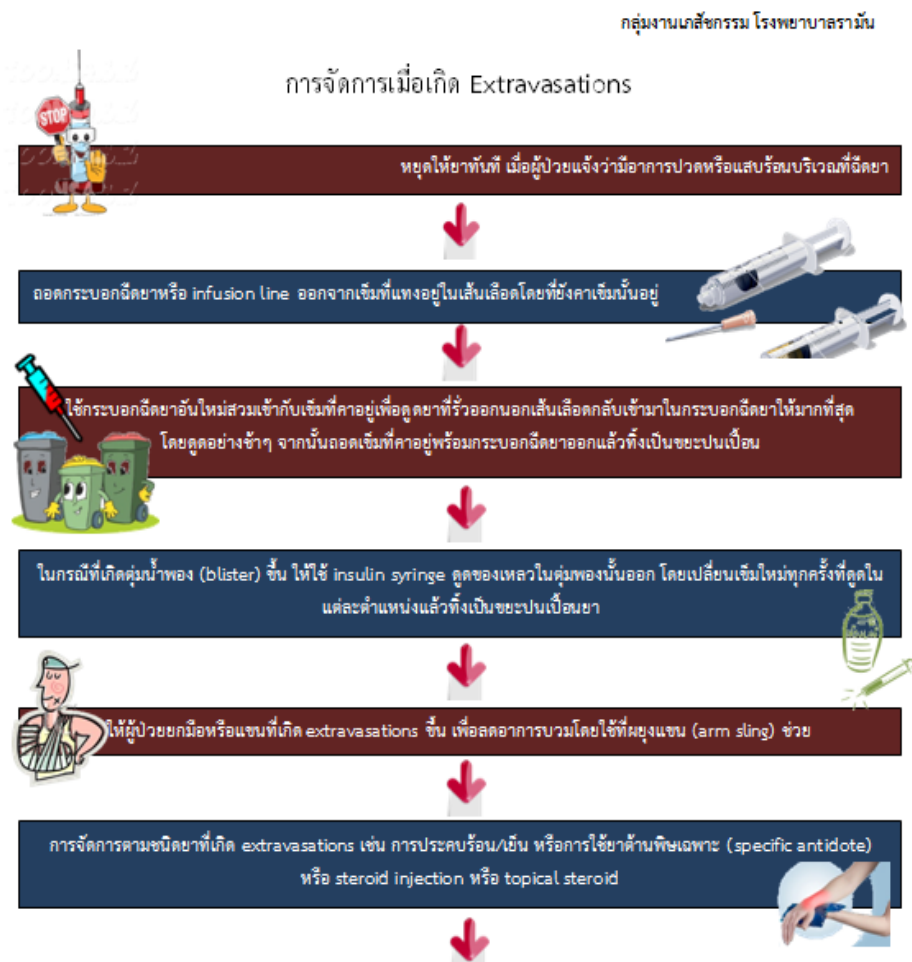 กลุ่มงานเภสัชกรรม โรงพยาบาลรามัน
การจัดการเมื่อเกิด Extravasations
STOP
หยุดให้ยาทันที เมื่อผู้ป่วยแจ้งว่ามีอาการปวดหรือแสบร้อนบริเวณที่ฉีดยา
ถอดกระบอกฉีดยาหรือ infusion line ออกจากเข็มที่แทงอยู่ในเส้นเลือดโดยที่ยังคาเข็มนั้นอยู่
ใช้กระบอกฉีดยาอันใหม่สวมเข้ากับเข็มที่คาอยู่เพื่อดูดยาที่รั่วออกนอกเส้นเลือดกลับเข้ามาในกระบอกฉีดยาให้มากที่สุด
โดยดูดอย่างช้าๆ จากนั้นถอดเข็มที่คาอยู่พร้อมกระบอกฉีดยาออกแล้วทิ้งเป็นขยะปนเปื้อน
ในกรณีที่เกิดตุ่มน้ำพอง (blister) ขึ้น ให้ใช้ insulin syringe ดูดของเหลวในตุ่มพองนั้นออก โดยเปลี่ยนเข็มใหม่ทุกครั้งที่ดูดใน
แต่ละตำแหน่งแล้วทิ้งเป็นขยะปนเปื้อนยา
ให้ผู้ป่วยยกมือหรือแขนที่เกิด extravasations ขึ้น เพื่อลดอาการบวมโดยใช้ที่ผยุงแขน (arm sling) ช่วย
การจัดการตามชนิดยาที่เกิด extravasations เช่น การประคบร้อน/เย็น หรือการใช้ยาต้านพิษเฉพาะ (specific antidote)
หรือ steroid injection หรือ topical steroid